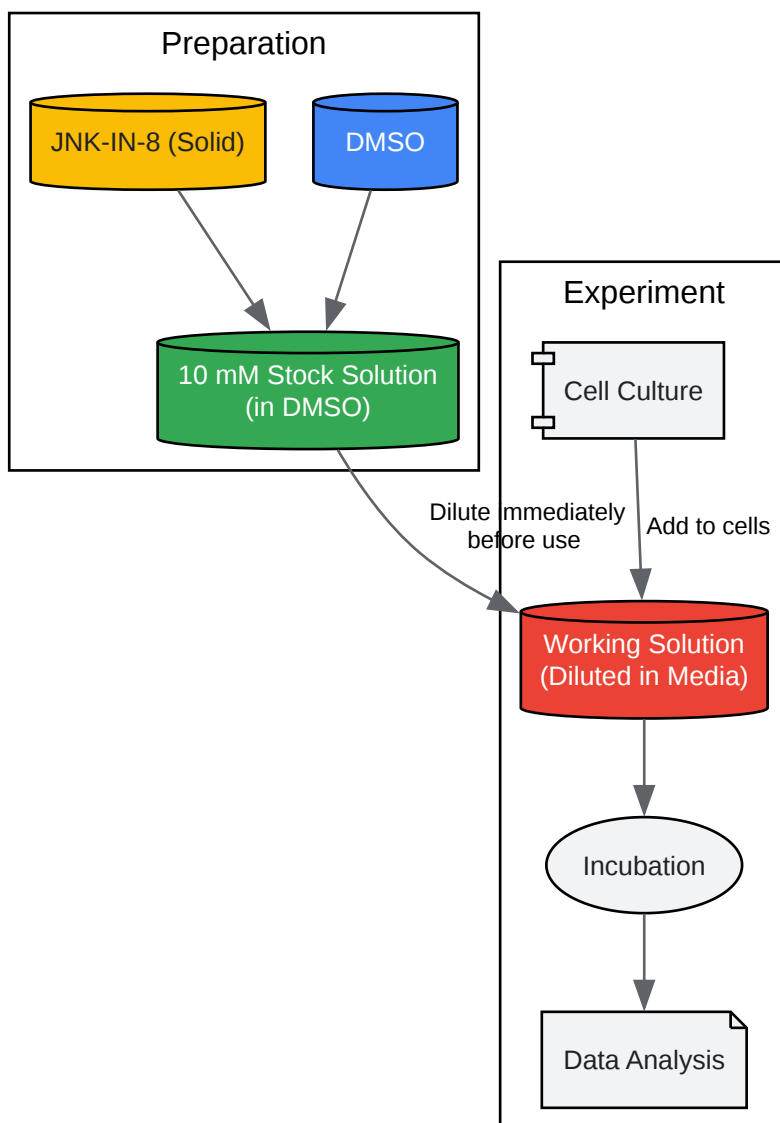 Preparation
JNK-IN-8 (Solid)
DMSO
10 mM Stock Solution
(in DMSO)
Experiment
Cell Culture
Dilute immediately
before use
Add to cells
Working Solution
(Diluted in Media)
Incubation
Data Analysis